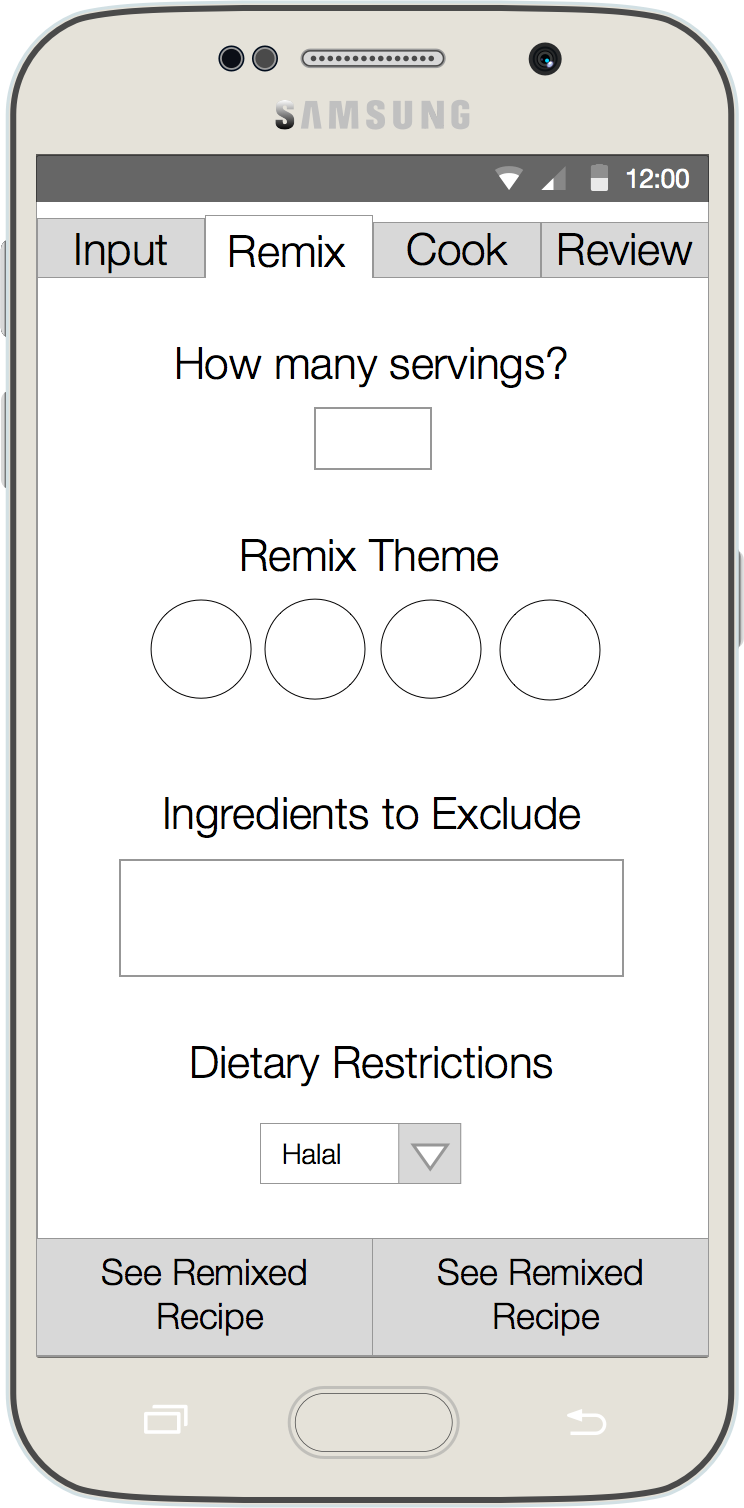 SAMSUNG
12:00
Input Remix Cook Review
How many servings?
Remix Theme
Ingredients to Exclude
Dietary Restrictions
Halal
See Remixed
Recipe
See Remixed
Recipe